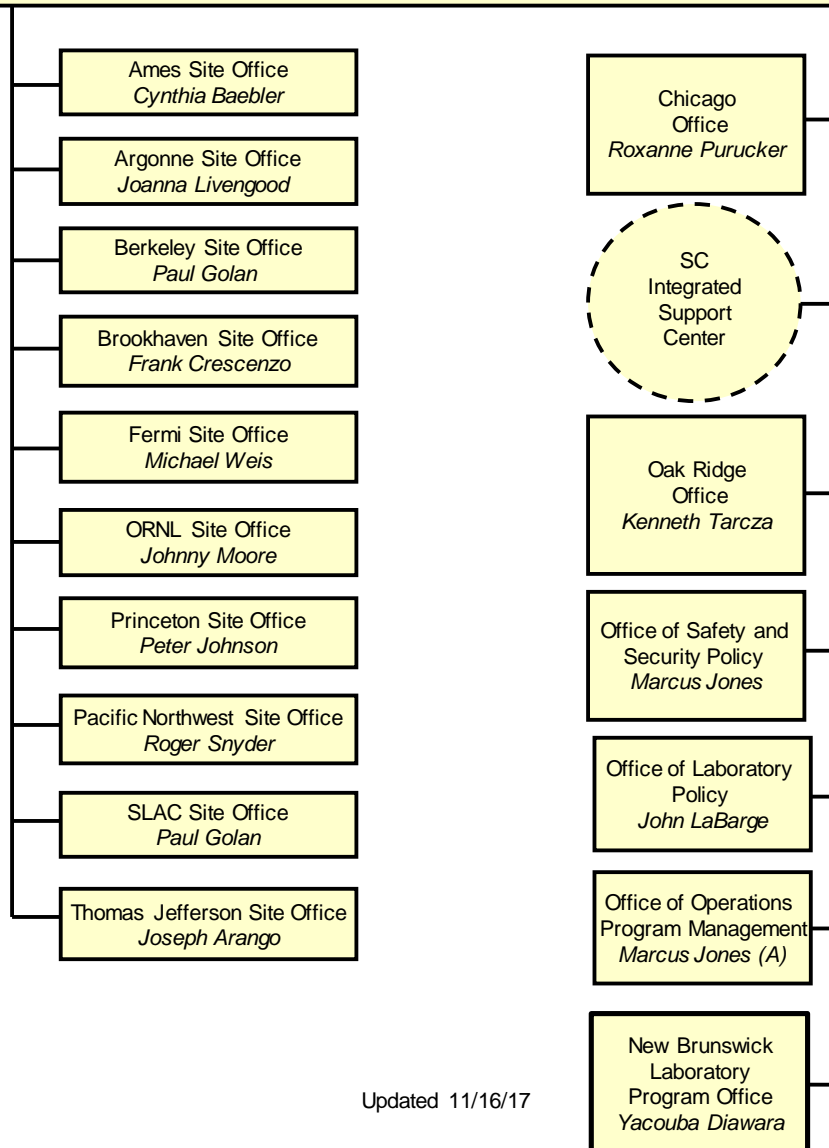 Ames Site Office
Cynthia Baebler
Argonne Site Office
Joanna Livengood
Berkeley Site Office
Paul Golan
Brookhaven Site Office
Frank Crescenzo
Fermi Site Office
Michael Weis
ORNL Site Office
Johnny Moore
Princeton Site Office
Peter Johnson
Pacific Northwest Site Office
Roger Snyder
SLAC Site Office
Paul Golan
Thomas Jefferson Site Office
Joseph Arango
Chicago
Office
Roxanne Purucker
SC
Integrated
Support
Center
Oak Ridge
Office
Kenneth Tarcza
Office of Safety and
Security Policy
Marcus Jones
Office of Laboratory
Policy
John LaBarge
Office of Operations
Program Management
Marcus Jones (A)
New Brunswick
Laboratory
Program Office
Yacouba Diawara
Updated 11/16/17